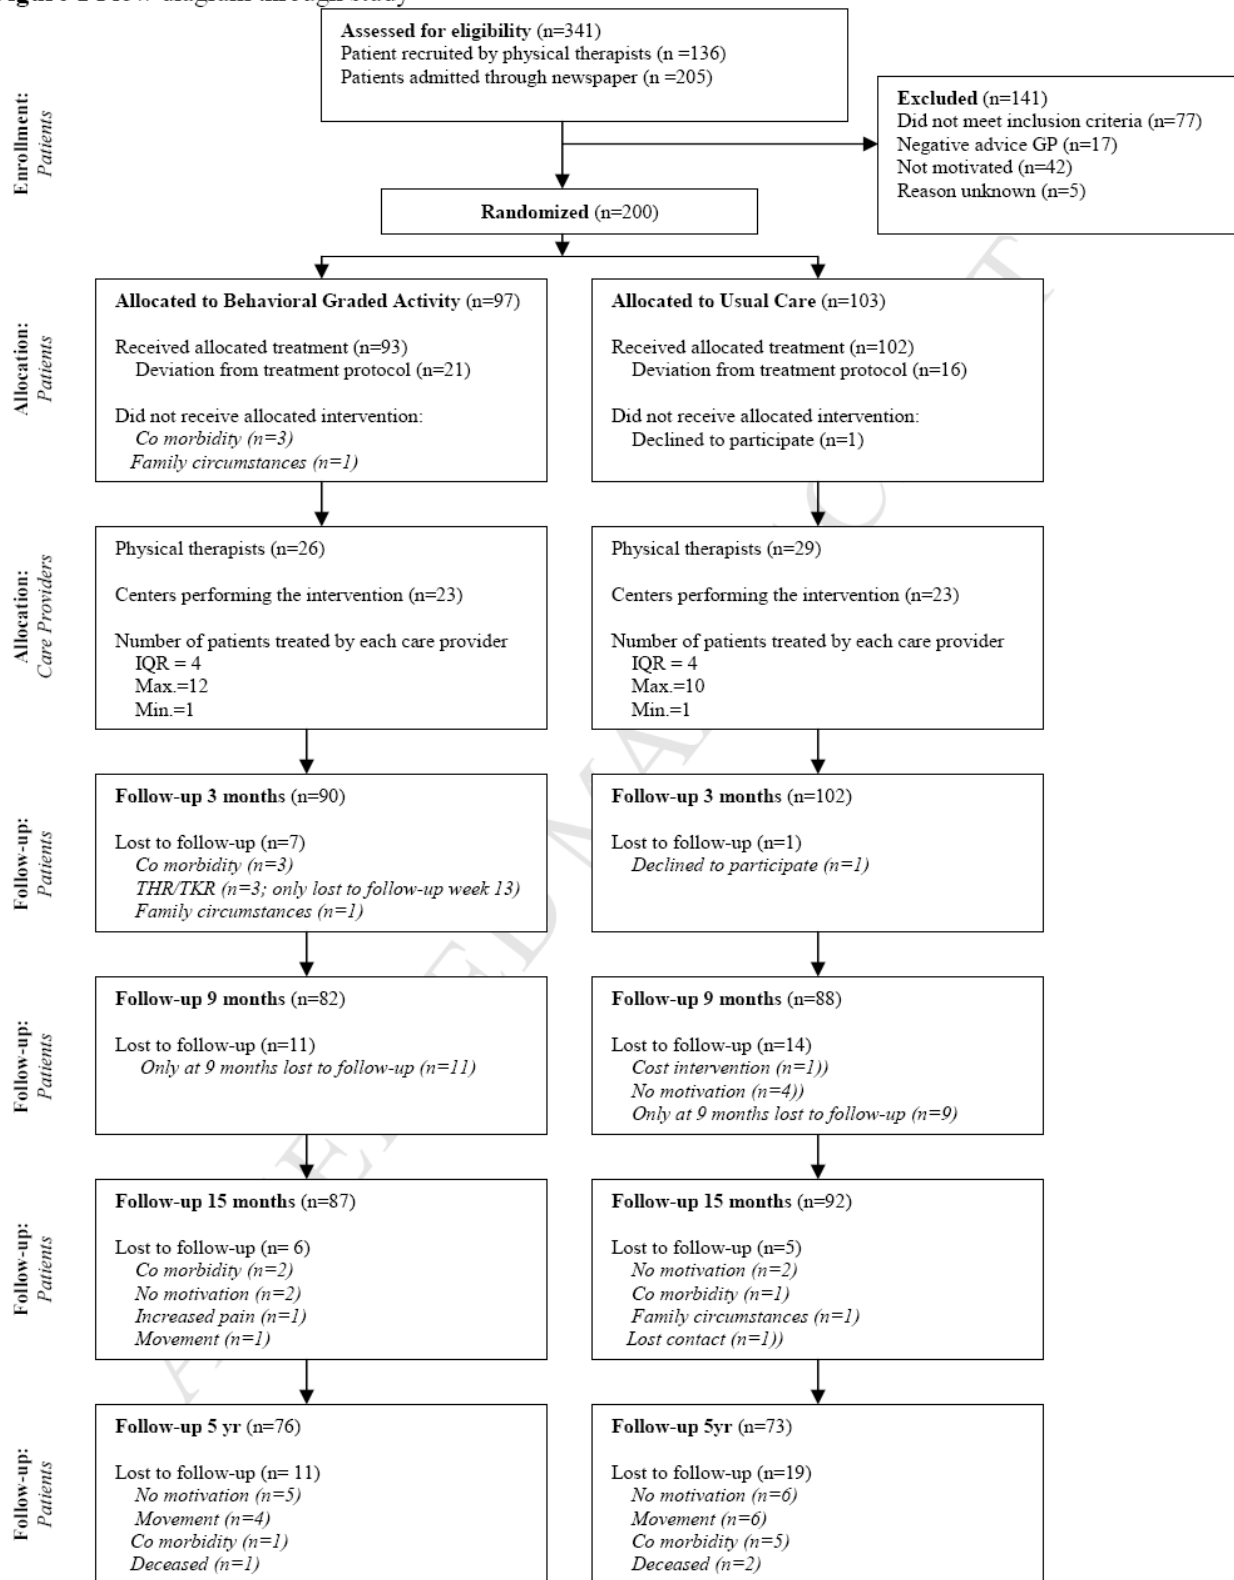 Figure 1 Flow diagram through study
Assessed for eligibility (n=341)
Patient recruited by physical therapists (n =136)
Patients admitted through newspaper (n =205)
Excluded (n=141)
Did not meet inclusion criteria (n=77)
Negative advice GP (n=17)
Not motivated (n=42)
Reason unknown (n=5)
Enrollment:
Patients
Randomized (n=200)
Allocation:
Patients
Allocated to Behavioral Graded Activity (n=97)
Received allocated treatment (n=93)
Deviation from treatment protocol (n=21)
Did not receive allocated intervention:
Co morbidity (n=3)
Family circumstances (n=1)
Allocated to Usual Care (n=103)
Received allocated treatment (n=102)
Deviation from treatment protocol (n=16)
Did not receive allocated intervention:
Declined to participate (n=1)
Allocation:
Care Providers
Physical therapists (n=26)
Centers performing the intervention (n=23)
Number of patients treated by each care provider
IQR = 4
Max.=12
Min.=1
Physical therapists (n=29)
Centers performing the intervention (n=23)
Number of patients treated by each care provider
IQR = 4
Max.=10
Min.=1
Follow-up:
Patients
Follow-up 3 months (n=90)
Lost to follow-up (n=7)
Co morbidity (n=3)
THR/TKR (n=3; only lost to follow-up week 13)
Family circumstances (n=1)
Follow-up 3 months (n=102)
Lost to follow-up (n=1)
Declined to participate (n=1)
Follow-up:
Patients
Follow-up 9 months (n=82)
Lost to follow-up (n=11)
Only at 9 months lost to follow-up (n=11)
Follow-up 9 months (n=88)
Lost to follow-up (n=14)
Cost intervention (n=1))
No motivation (n=4))
Only at 9 months lost to follow-up (n=9)
Follow-up:
Patients
Follow-up 15 months (n=87)
Lost to follow-up (n= 6)
Co morbidity (n=2)
No motivation (n=2)
Increased pain (n=1)
Movement (n=1)
Follow-up 15 months (n=92)
Lost to follow-up (n=5)
No motivation (n=2)
Co morbidity (n=1)
Family circumstances (n=1)
Lost contact (n=1))
Follow-up:
Patients
Follow-up 5 yr (n=76)
Lost to follow-up (n= 11)
No motivation (n=5)
Movement (n=4)
Co morbidity (n=1)
Deceased (n=1)
Follow-up 5yr (n=73)
Lost to follow-up (n=19)
No motivation (n=6)
Movement (n=6)
Co morbidity (n=5)
Deceased (n=2)